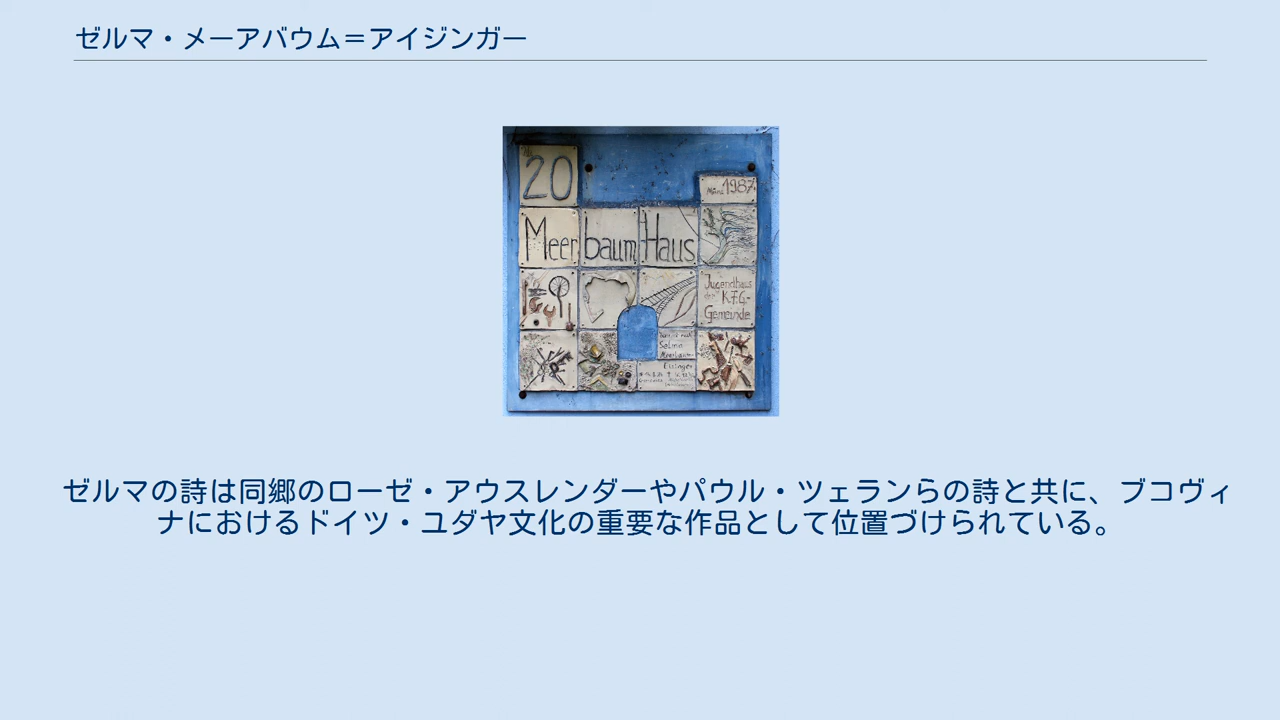 ゼルマ・メーアバウム＝アイジンガー
20
März 1987
Meerbaum Haus
Jugendhaus
der K.F.G-
Gemeinde
Selma
Meerbaum-
Eisinger
ゼルマの詩は同郷のローゼ・アウスレンダーやパウル・ツェランらの詩と共に、ブコヴィ
ナにおけるドイツ・ユダヤ文化の重要な作品として位置づけられている。